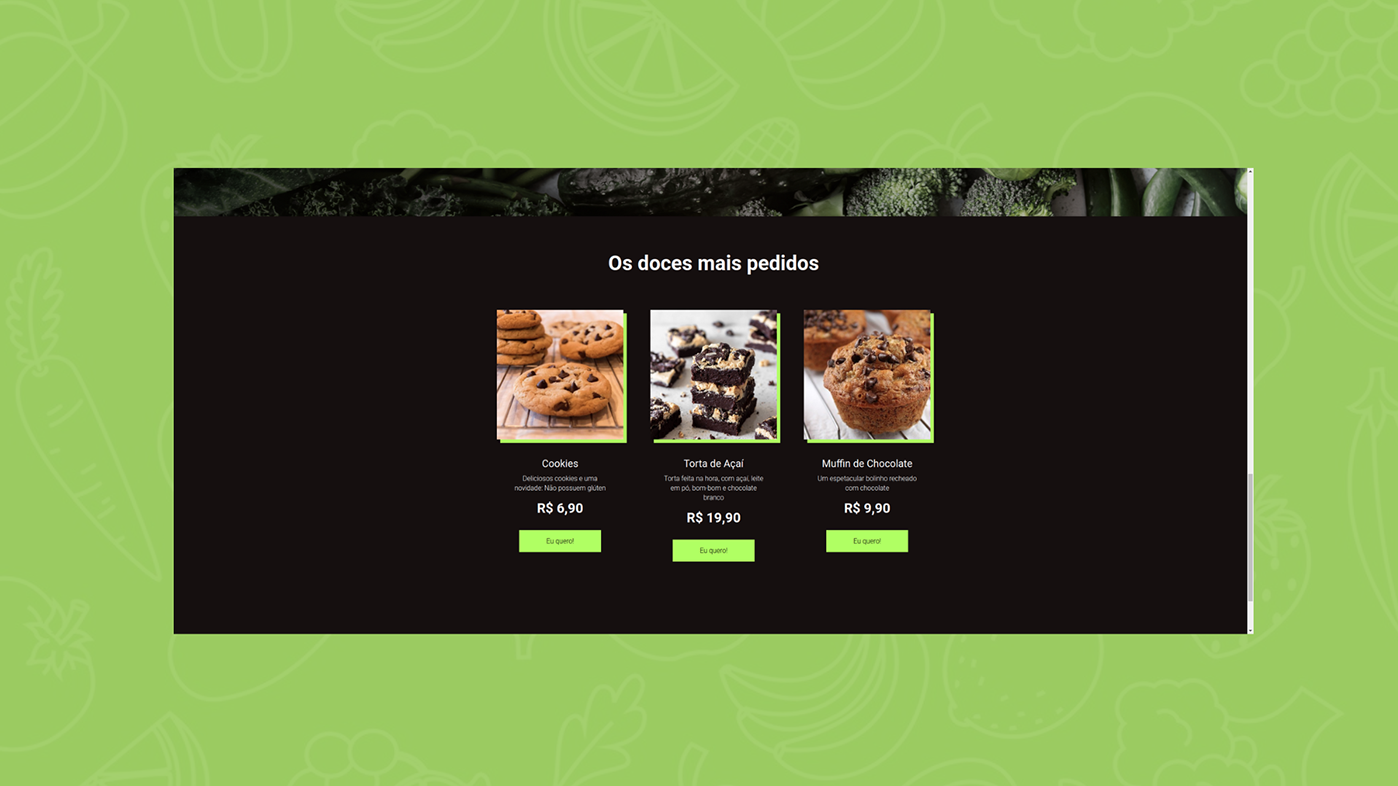 Os doces mais pedidos
Cookies
Deliciosos cookies e uma
novidade: Não possuem glúten
R$ 6,90
Eu quero!
Torta de Açaí
Torta feita na hora, com açaí, leite
em pó, bom-bom e chocolate
branco
R$ 19,90
Eu quero!
Muffin de Chocolate
Um espetacular bolinho recheado
com chocolate
R$ 9,90
Eu quero!